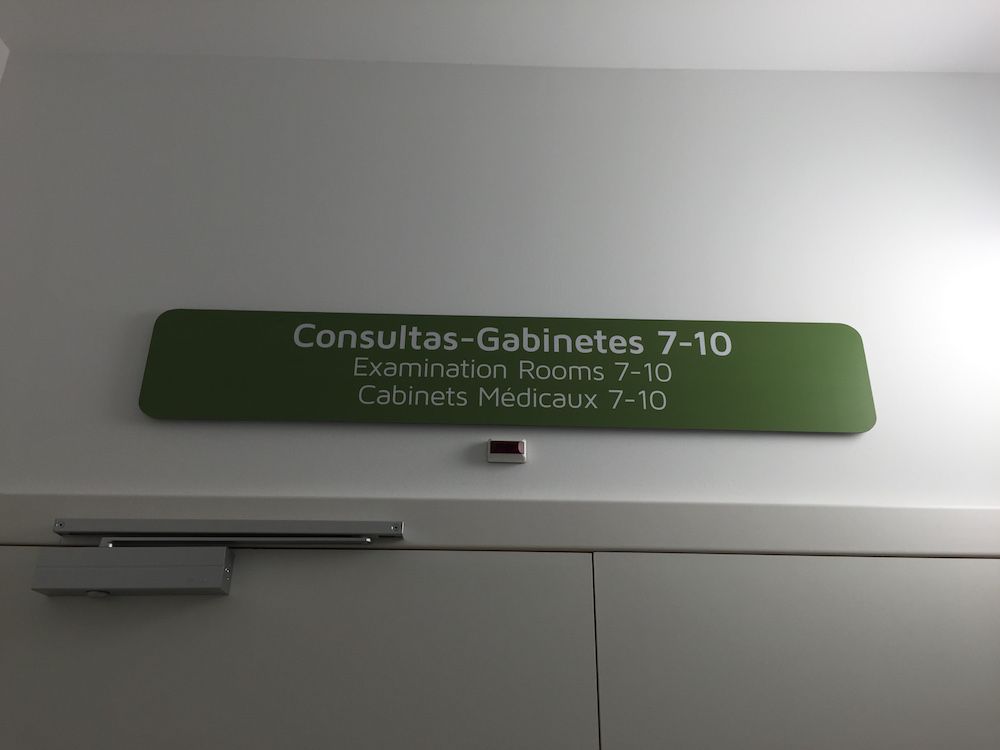 Consultas-Gabinetes 7-10
Examination Rooms 7-10
Cabinets Médicaux 7-10